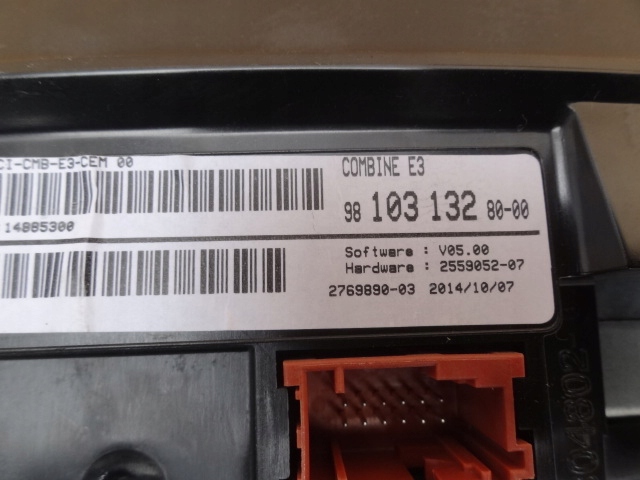 CI-CMB-E3-CEM 00
14885300
COMBINE E3
98 103 132 80-00
Software : V05.00
Hardware : 2559052-07
2769890-03 2014/10/07